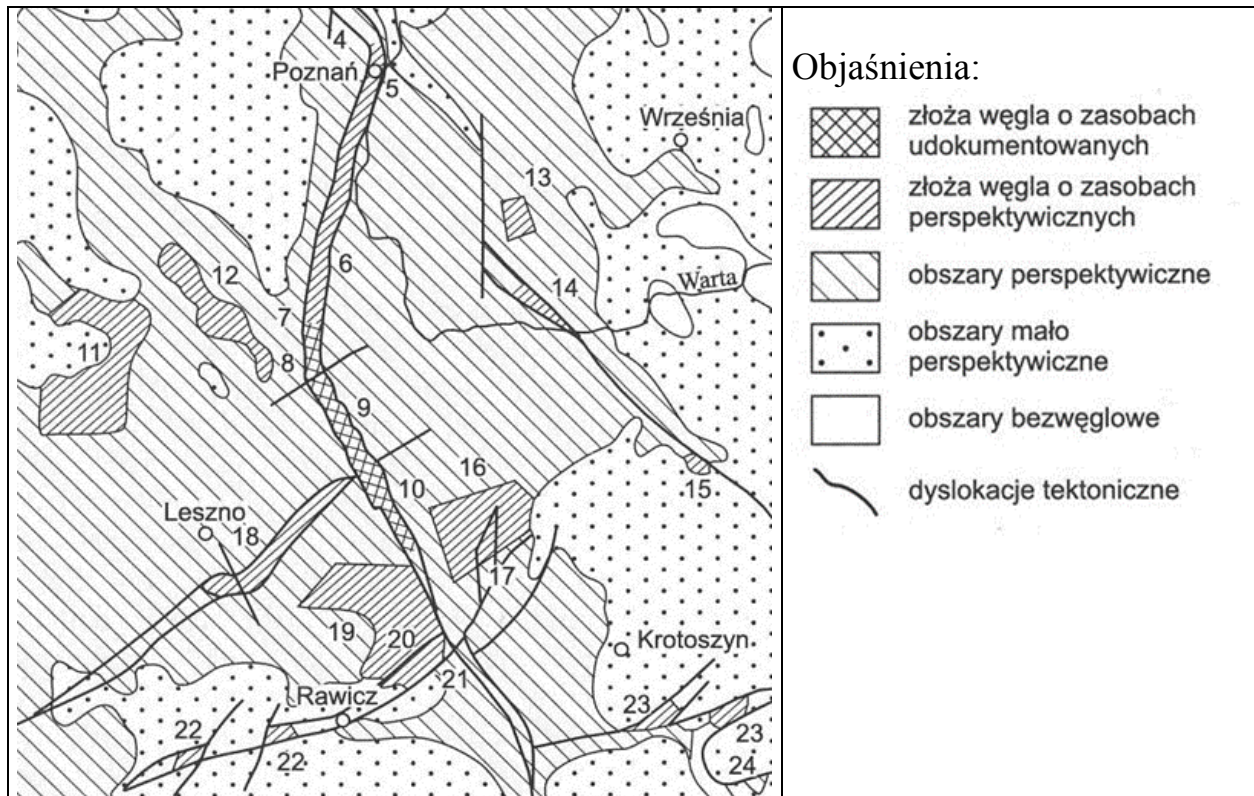 4
Poznań
5
Września
13
6
12
Warta
14
7
11
8
9
16
10
15
Leszno
18
17
19
20
Krotoszyn
21
Rawicz
23
22
23
22
24
Objaśnienia:
złoża węgla o zasobach
udokumentowanych
złoża węgla o zasobach
perspektywicznych
obszary perspektywiczne
obszary mało
perspektywiczne
obszary bezwęglowe
dyslokacje tektoniczne